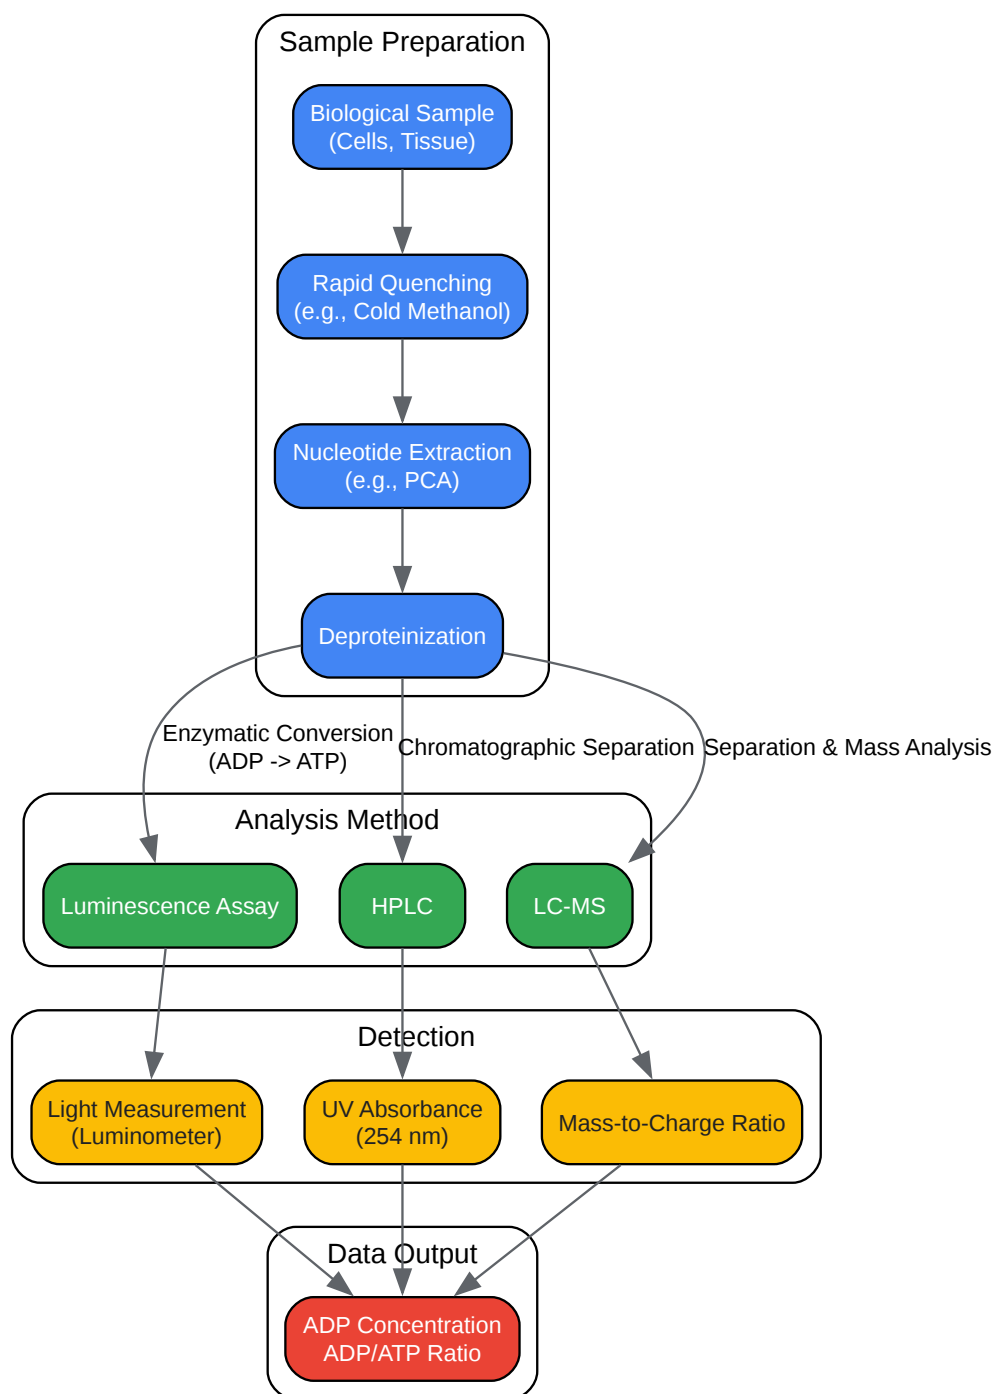 Sample Preparation
Biological Sample
(Cells, Tissue)
Rapid Quenching
(e.g., Cold Methanol)
Nucleotide Extraction
(e.g., PCA)
Deproteinization
Enzymatic Conversion
(ADP -> ATP)
Chromatographic Separation
Separation & Mass Analysis
Analysis Method
Luminescence Assay
HPLC
LC-MS
Detection
Light Measurement
(Luminometer)
UV Absorbance
(254 nm)
Mass-to-Charge Ratio
Data Output
ADP Concentration
ADP/ATP Ratio